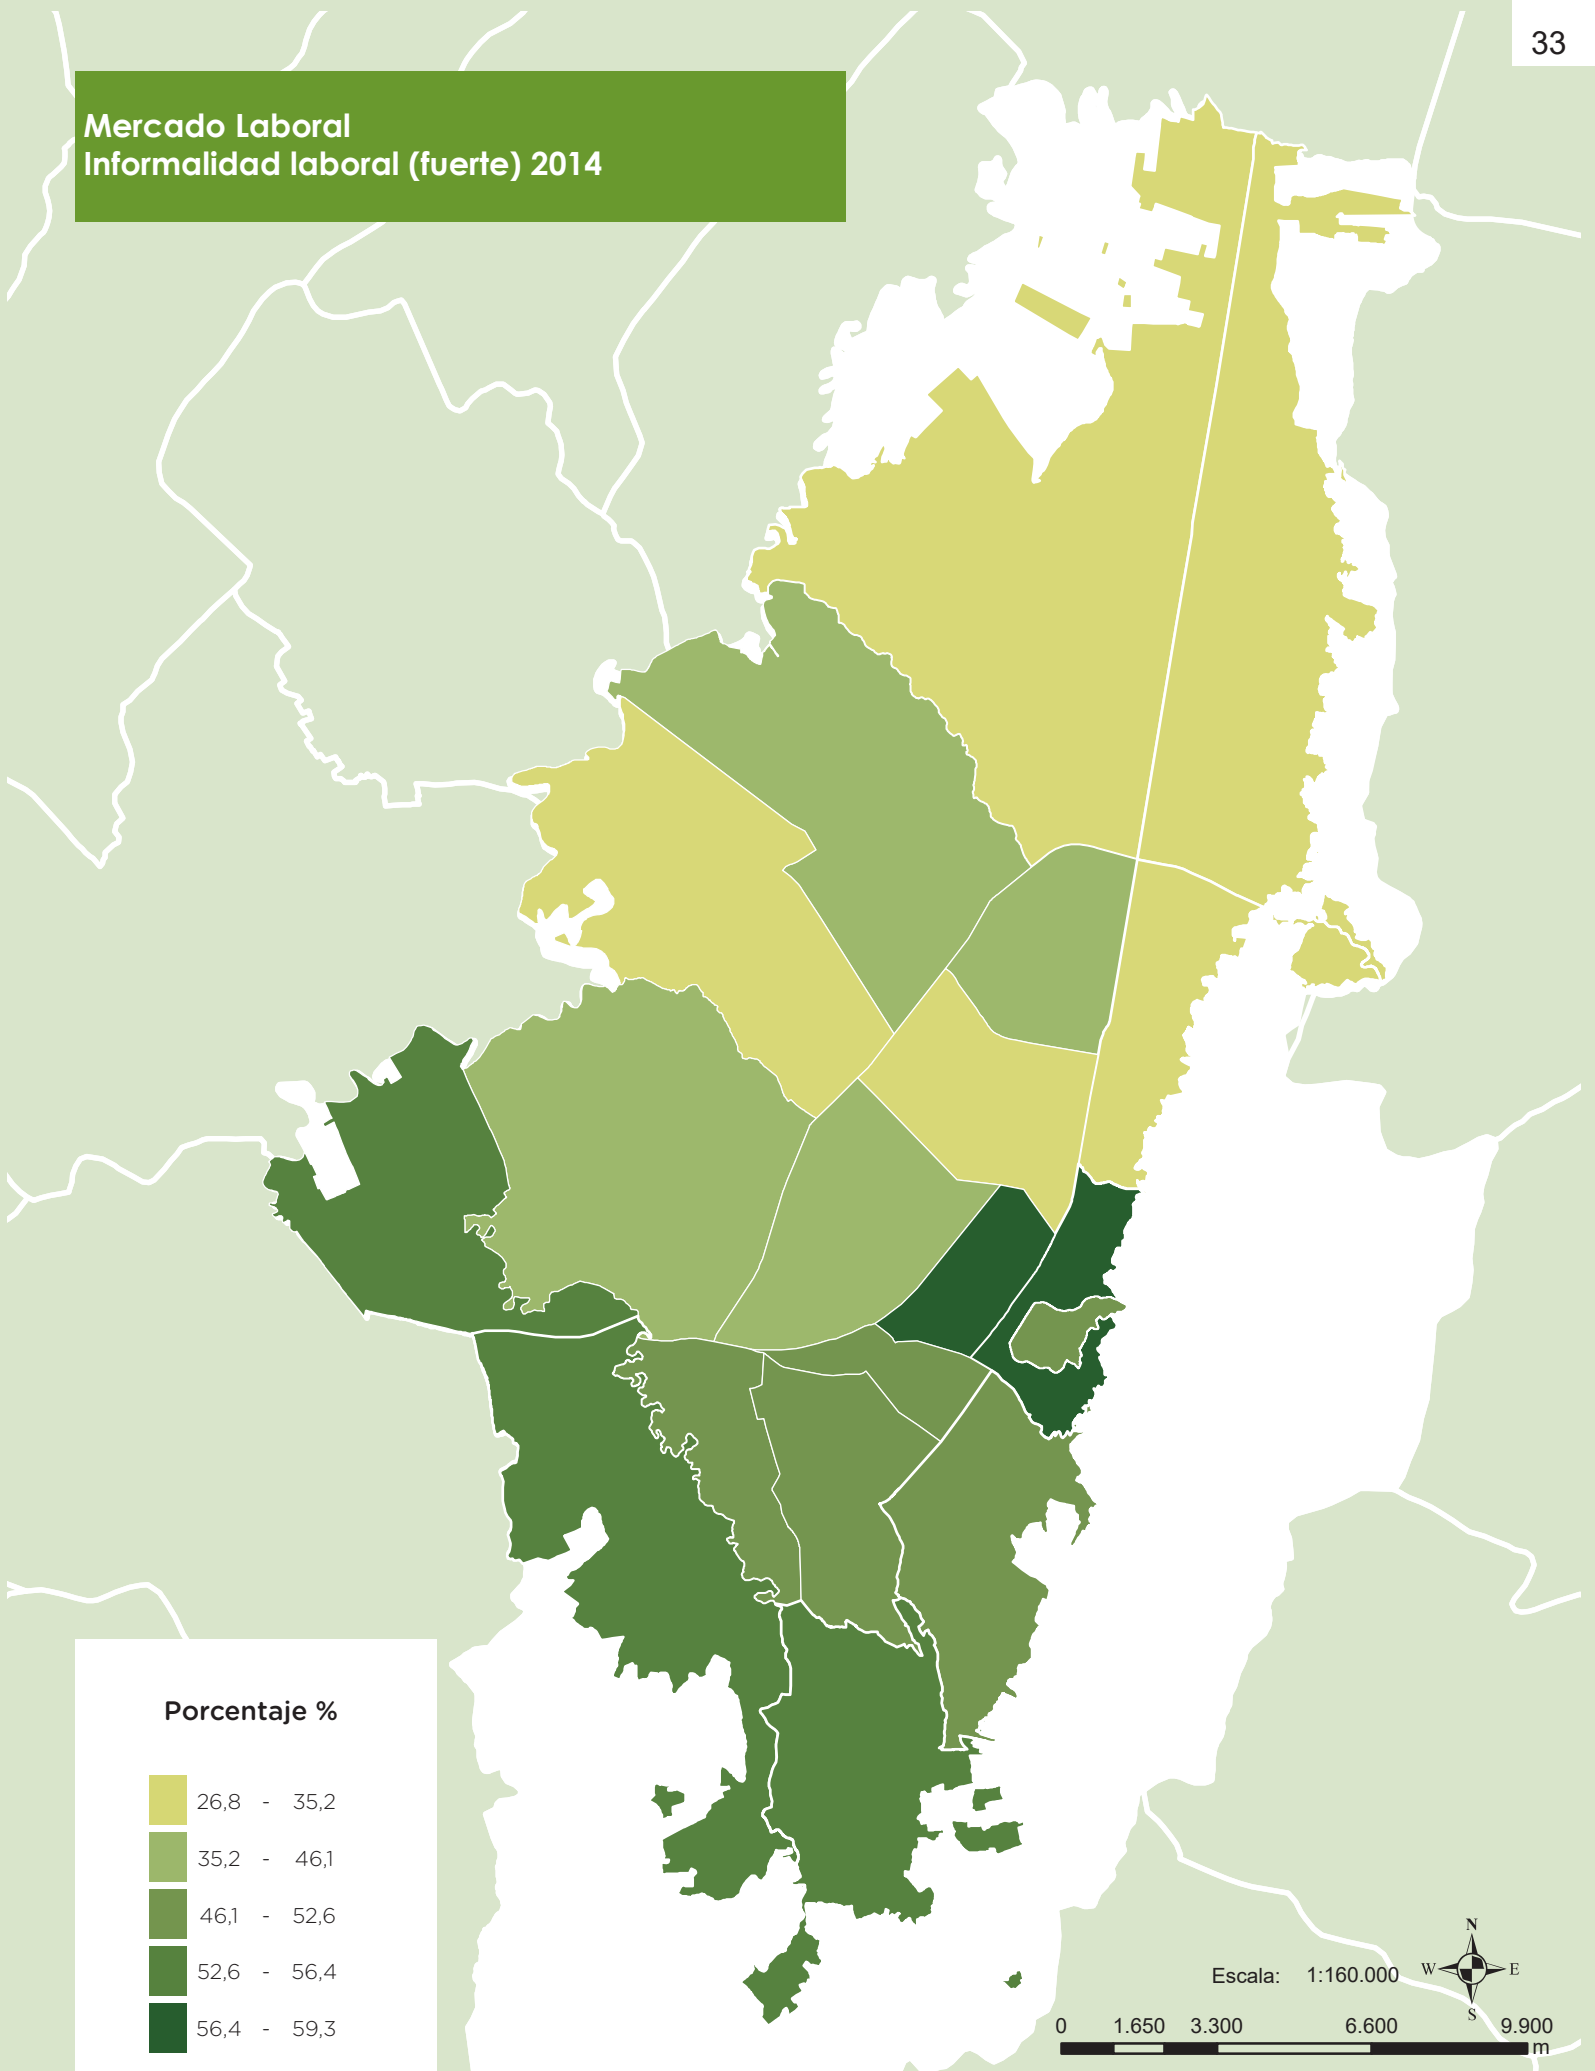 33
Mercado Laboral
Informalidad laboral (fuerte) 2014
Porcentaje %
26,8 - 35,2
35,2 - 46,1
46,1 - 52,6
52,6 - 56,4
56,4 - 59,3
N
W E
S
Escala: 1:160.000
0 1.650 3.300 6.600 9.900
m